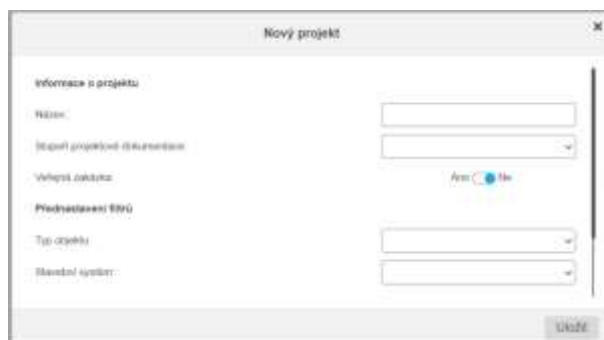 Nový projekt
Informace o projektu
Název:
Stupeň projektové dokumentace:
Veřejná zakázka:
Ano Ne
Přednastavení filtrů
Typ objektu:
Stavební systém:
Uložit